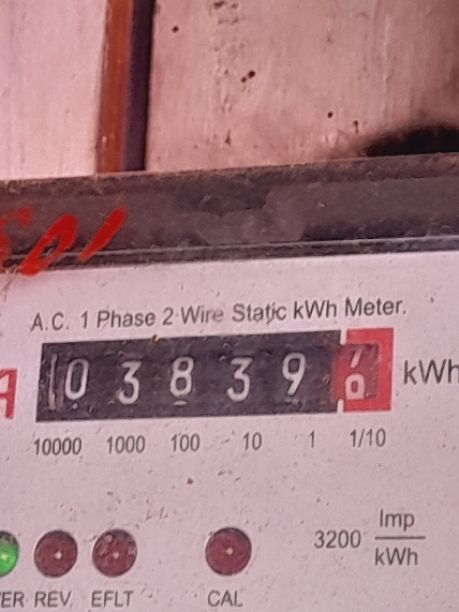 501
A.C. 1 Phase 2 Wire Static kWh Meter.
0 3 8 3 9 kWh
10000 1000 100 10 1 1/10
3200 Imp/kWh
REV. EFLT CAL